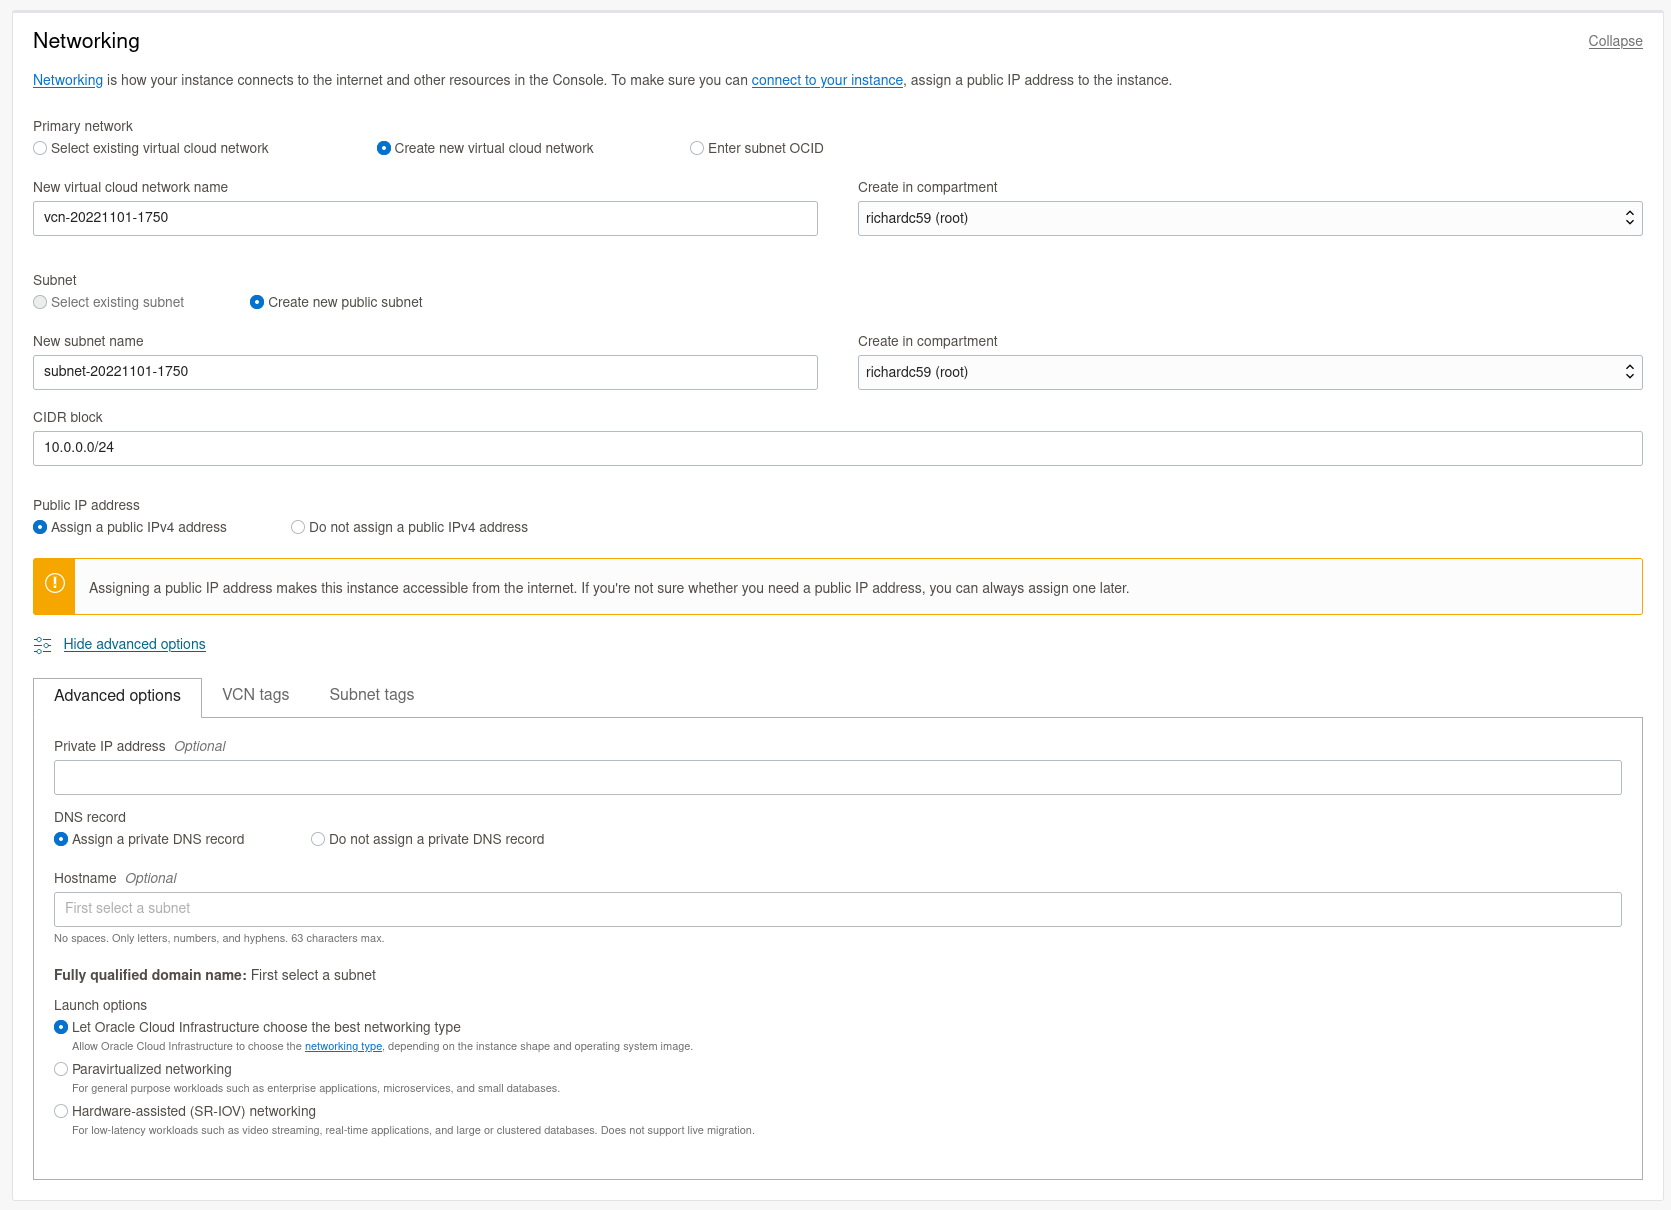 Networking
Collapse
Networking is how your instance connects to the internet and other resources in the Console. To make sure you can connect to your instance, assign a public IP address to the instance.
Primary network
Select existing virtual cloud network
Create new virtual cloud network
Enter subnet OCID
New virtual cloud network name
Create in compartment
vcn-20221101-1750
richardc59 (root)
Subnet
Select existing subnet
Create new public subnet
New subnet name
Create in compartment
subnet-20221101-1750
richardc59 (root)
CIDR block
10.0.0.0/24
Public IP address
Assign a public IPv4 address
Do not assign a public IPv4 address
Assigning a public IP address makes this instance accessible from the internet. If you're not sure whether you need a public IP address, you can always assign one later.
Hide advanced options
Advanced options
VCN tags
Subnet tags
Private IP address Optional
DNS record
Assign a private DNS record
Do not assign a private DNS record
Hostname Optional
First select a subnet
No spaces. Only letters, numbers, and hyphens. 63 characters max.
Fully qualified domain name: First select a subnet
Launch options
Let Oracle Cloud Infrastructure choose the best networking type
Allow Oracle Cloud Infrastructure to choose the networking type, depending on the instance shape and operating system image.
Paravirtualized networking
For general purpose workloads such as enterprise applications, microservices, and small databases.
Hardware-assisted (SR-IOV) networking
For low-latency workloads such as video streaming, real-time applications, and large or clustered databases. Does not support live migration.